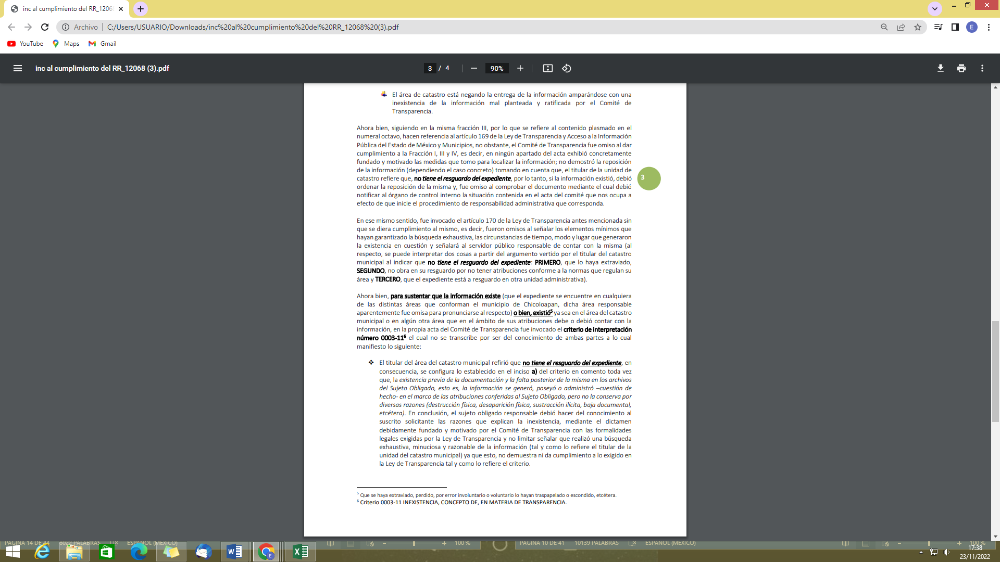 inc al cumplimiento del RR_1206
Archivo
C:/Users/USUARIO/Downloads/inc%20al%20cumplimiento%20del%20RR_12068%20(3).pdf
E
YouTube
Maps
Gmail
inc al cumplimiento del RR_12068 (3).pdf
3 / 4
90%
El área de catastro está negando la entrega de la información amparándose con una
inexistencia de la información mal planteada y ratificada por el Comité de
Transparencia.
Ahora bien, siguiendo en la misma fracción III, por lo que se refiere al contenido plasmado en el
numeral octavo, hacen referencia al artículo 169 de la Ley de Transparencia y Acceso a la Información
Pública del Estado de México y Municipios, no obstante, el Comité de Transparencia fue omiso al dar
cumplimiento a la Fracción I, III y IV, es decir, en ningún apartado del acta exhibió concretamente
fundado y motivado las medidas que tomo para localizar la información; no demostró la reposición
de la información (dependiendo el caso concreto) tomando en cuenta que, el titular de la unidad de
catastro refiere que, no tiene el resguardo del expediente, por lo tanto, si la información existió, debió
ordenar la reposición de la misma y, fue omiso al comprobar el documento mediante el cual debió
notificar al órgano de control interno la situación contenida en el acta del comité que nos ocupa a
efecto de que inicie el procedimiento de responsabilidad administrativa que corresponda.
3
En ese mismo sentido, fue invocado el artículo 170 de la Ley de Transparencia antes mencionada sin
que se diera cumplimiento al mismo, es decir, fueron omisos al señalar los elementos mínimos que
hayan garantizado la búsqueda exhaustiva, las circunstancias de tiempo, modo y lugar que generaron
la existencia en cuestión y señalará al servidor público responsable de contar con la misma (al
respecto, se puede interpretar dos cosas a partir del argumento vertido por el titular del catastro
municipal al indicar que no tiene el resguardo del expediente: PRIMERO, que lo haya extraviado,
SEGUNDO, no obra en su resguardo por no tener atribuciones conforme a la normas que regulan su
área y TERCERO, que el expediente está a resguardo en otra unidad administrativa).
Ahora bien, para sustentar que la información existe (que el expediente se encuentre en cualquiera
de las distintas áreas que conforman el municipio de Chicoloapan, dicha área responsable
aparentemente fue omisa para pronunciarse al respecto) o bien, existió5 ya sea en el área del catastro
municipal o en algún otra área que en el ámbito de sus atribuciones debe o debió contar con la
información, en la propia acta del Comité de Transparencia fue invocado el criterio de interpretación
número 0003-116 el cual no se transcribe por ser del conocimiento de ambas partes a lo cual
manifiesto lo siguiente:
❖ El titular del área del catastro municipal refirió que no tiene el resguardo del expediente, en
consecuencia, se configura lo establecido en el inciso a) del criterio en comento toda vez
que, la existencia previa de la documentación y la falta posterior de la misma en los archivos
del Sujeto Obligado, esto es, la información se generó, poseyó o administró –cuestión de
hecho- en el marco de las atribuciones conferidas al Sujeto Obligado, pero no la conserva por
diversas razones (destrucción física, desaparición física, sustracción ilícita, baja documental,
etcétera). En conclusión, el sujeto obligado responsable debió hacer del conocimiento al
suscrito solicitante las razones que explican la inexistencia, mediante el dictamen
debidamente fundado y motivado por el Comité de Transparencia con las formalidades
legales exigidas por la Ley de Transparencia y no limitar señalar que realizó una búsqueda
exhaustiva, minuciosa y razonable de la información (tal y como lo refiere el titular de la
unidad del catastro municipal) ya que esto, no demuestra ni da cumplimiento a lo exigido en
la Ley de Transparencia tal y como lo refiere el criterio.
5 Que se haya extraviado, perdido, por error involuntario o voluntario lo hayan traspapelado o escondido, etcétera.
6 Criterio 0003-11 INEXISTENCIA, CONCEPTO DE, EN MATERIA DE TRANSPARENCIA.
PÁGINA 14 DE 44 8022 PALABRAS ESPAÑOL (MÉXICO) 100 % PÁGINA 10 DE 41 10139 PALABRAS ESPAÑOL (MÉXICO) 100 %
17:38
23/11/2022